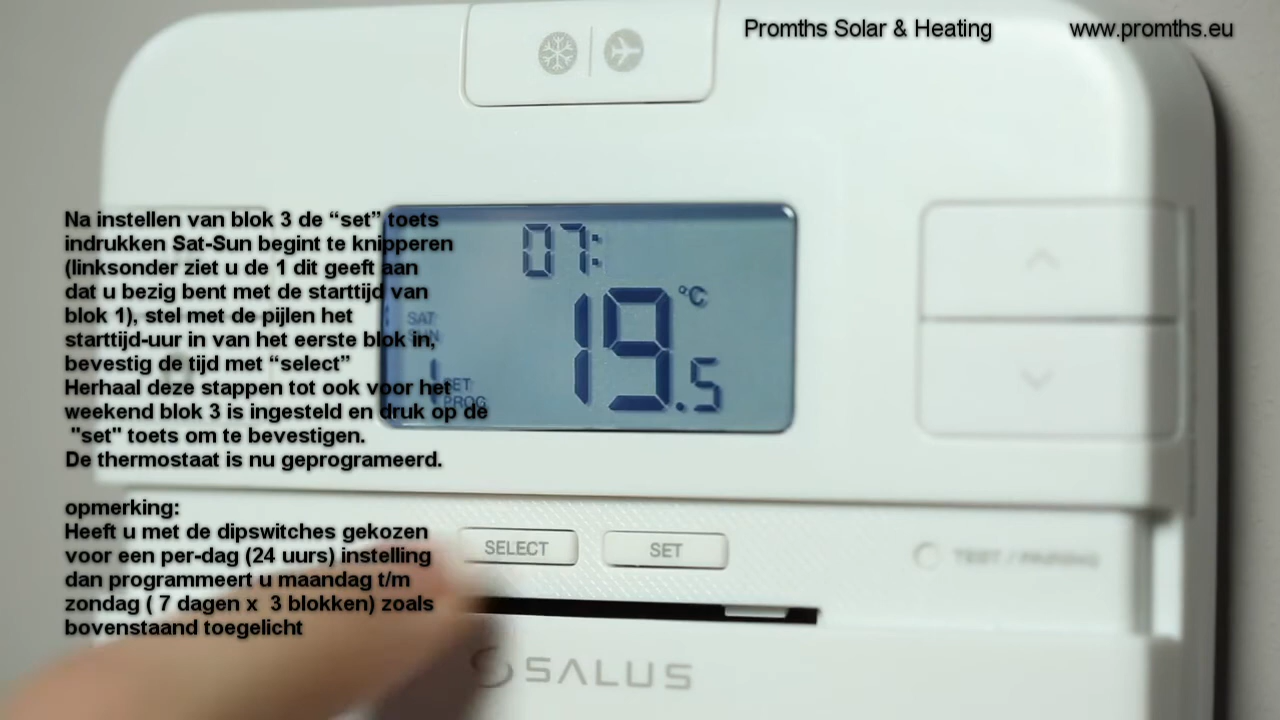 Promths Solar & Heating www.promths.eu
Na instellen van blok 3 de “set” toets
indrukken Sat-Sun begint te knipperen
(linksonder ziet u de 1 dit geeft aan
dat u bezig bent met de starttijd van
blok 1), stel met de pijlen het
starttijd-uur in van het eerste blok in,
bevestig de tijd met “select”
Herhaal deze stappen tot ook voor het
weekend blok 3 is ingesteld en druk op de
"set" toets om te bevestigen.
De thermostaat is nu geprogrameerd.
opmerking:
Heeft u met de dipswitches gekozen
voor een per-dag (24 uurs) instelling
dan programmeert u maandag t/m
zondag ( 7 dagen x 3 blokken) zoals
bovenstaand toegelicht
07:
19.5 °C
SAT
SUN
1 SET
PROG
SELECT SET
TEST / PAIRING
SALUS